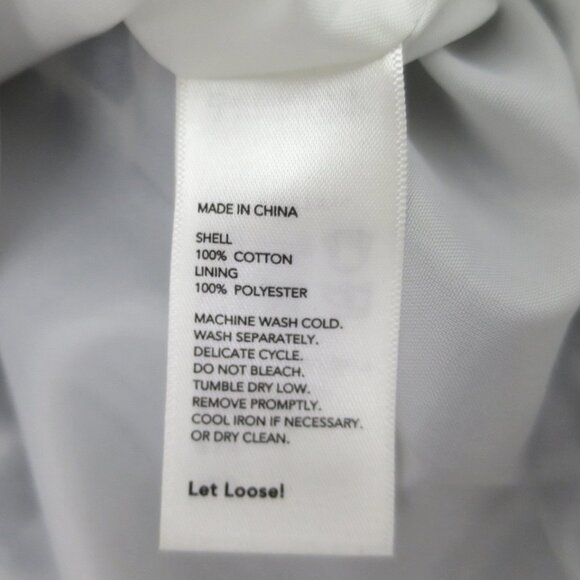 MADE IN CHINA
SHELL
100% COTTON
LINING
100% POLYESTER
MACHINE WASH COLD.
WASH SEPARATELY.
DELICATE CYCLE.
DO NOT BLEACH.
TUMBLE DRY LOW.
REMOVE PROMPTLY.
COOL IRON IF NECESSARY.
OR DRY CLEAN.
Let Loose!